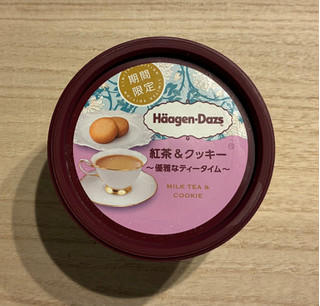 期間
限定
Häagen-Dazs
紅茶&クッキー
～優雅なティータイム～
MILK TEA &
COOKIE